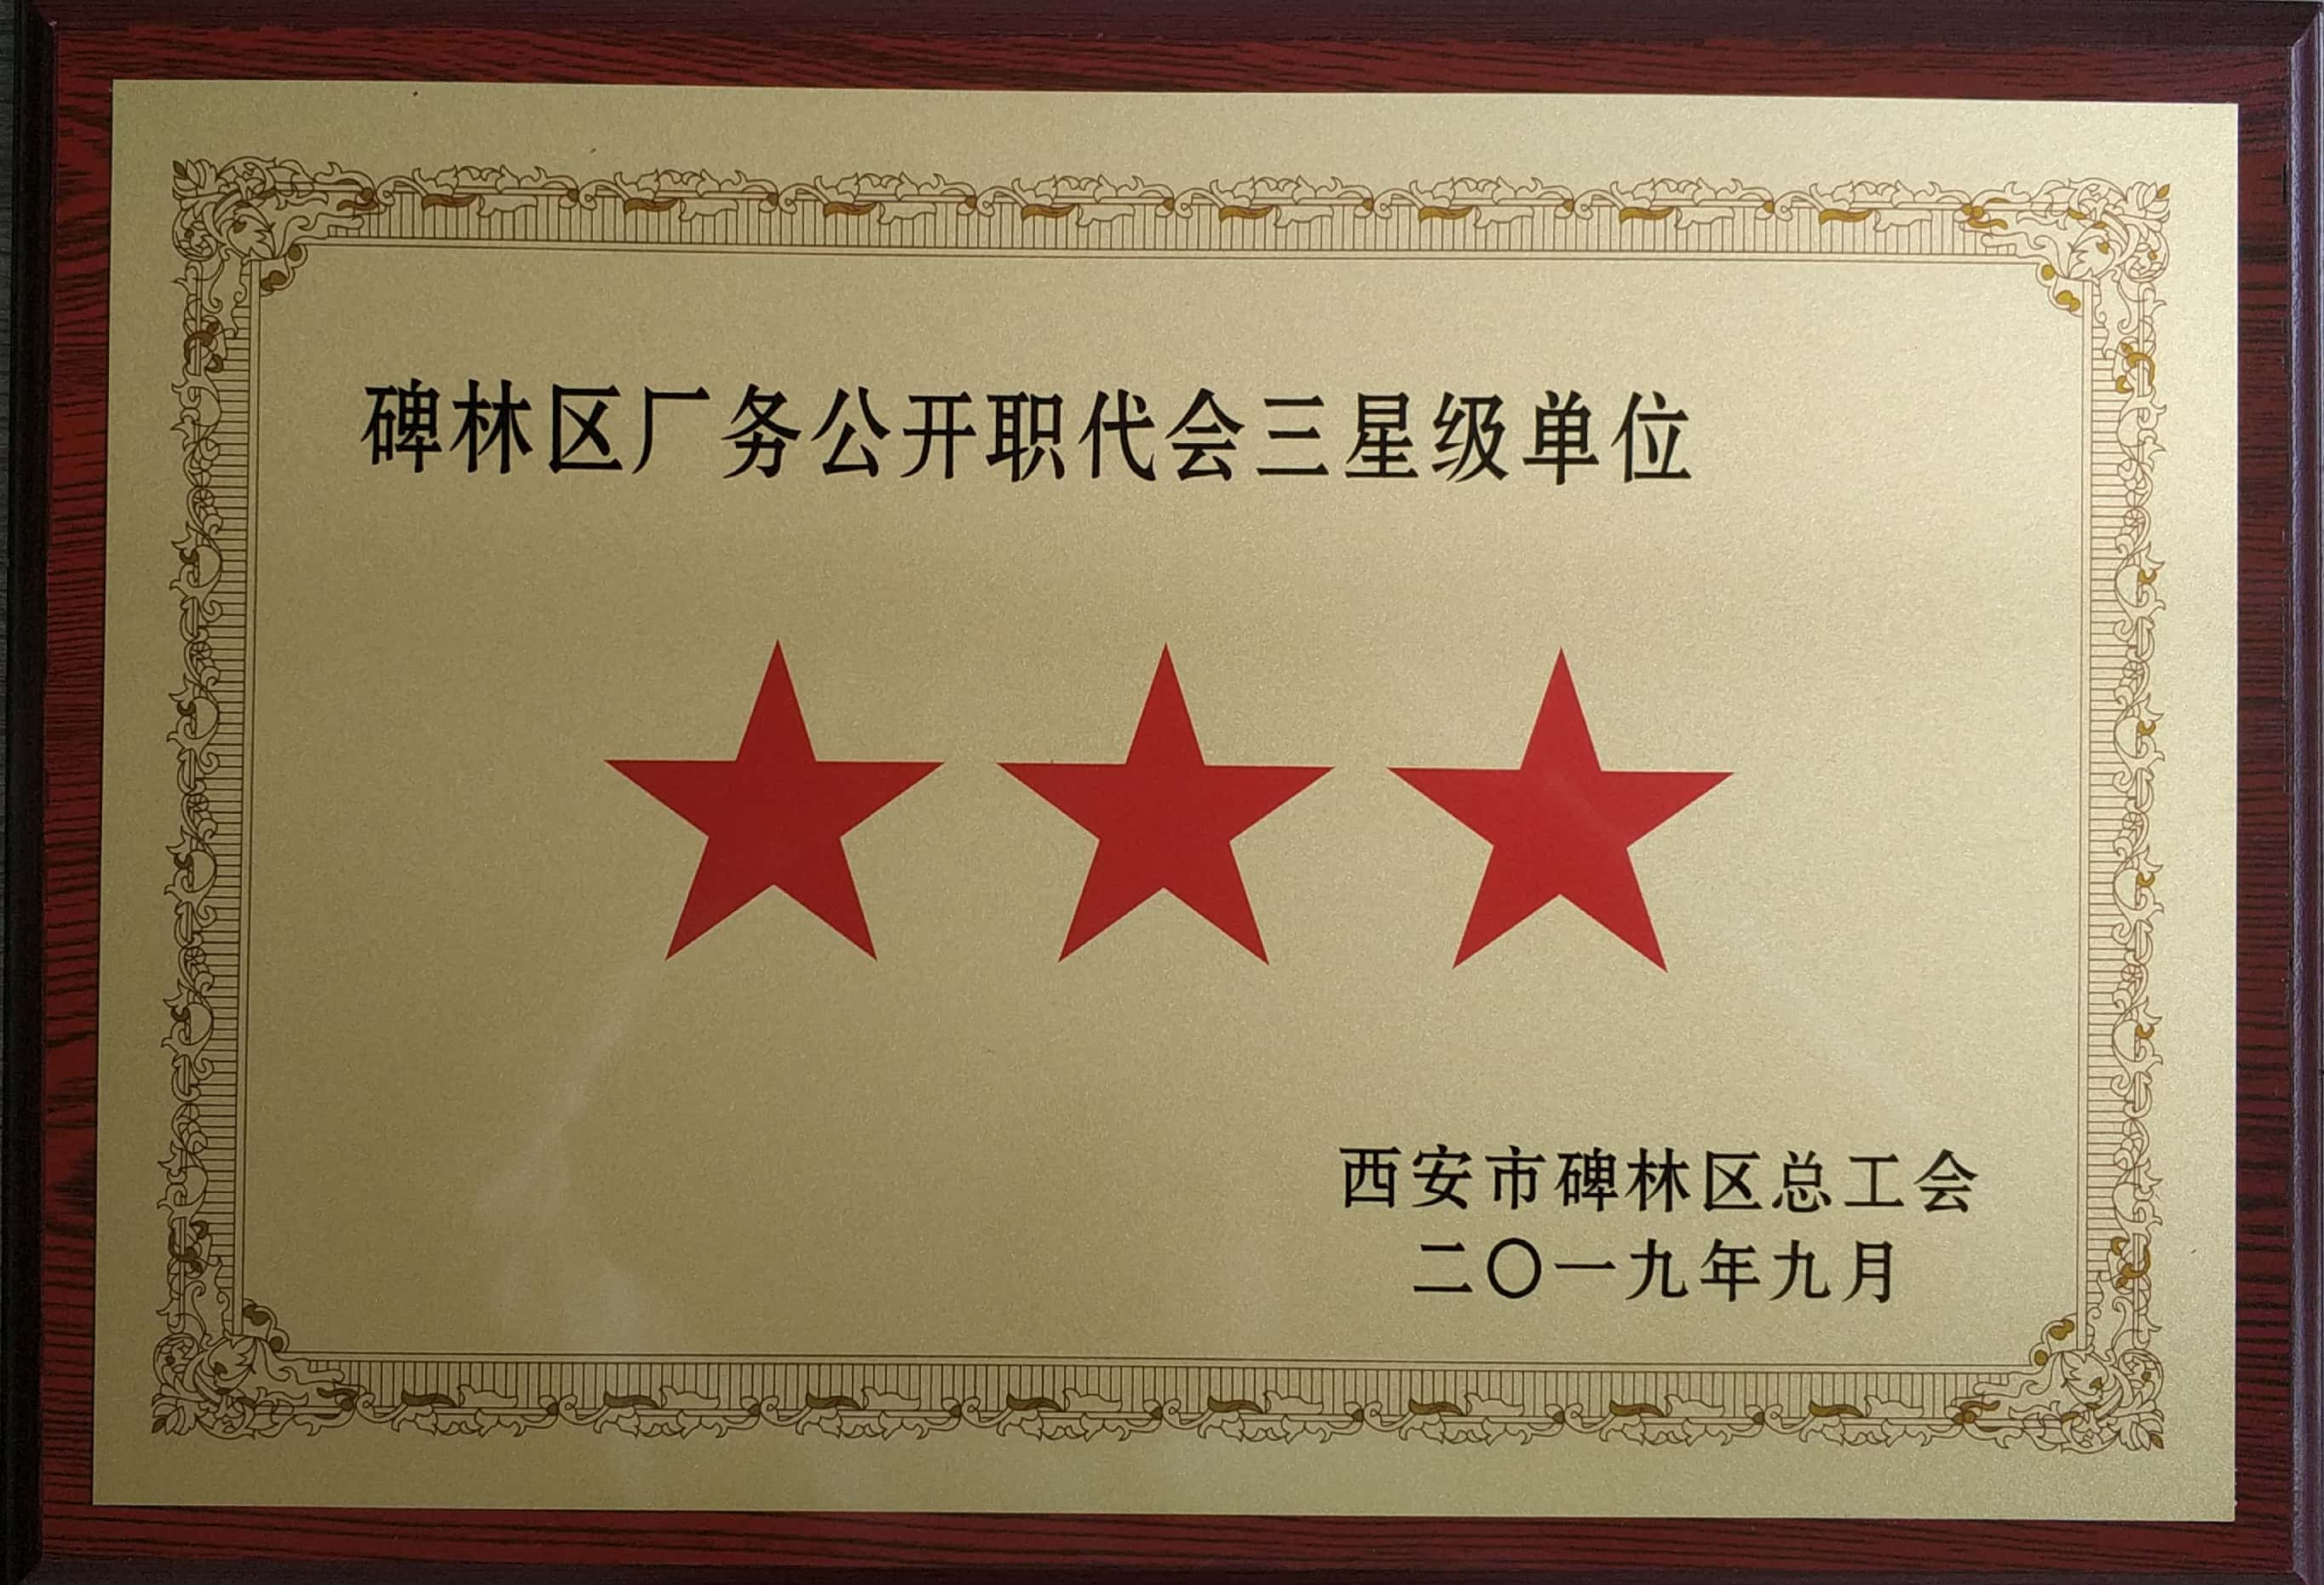 碑林区厂务公开职代会三星级单位
西安市碑林区总工会
二〇一九年九月